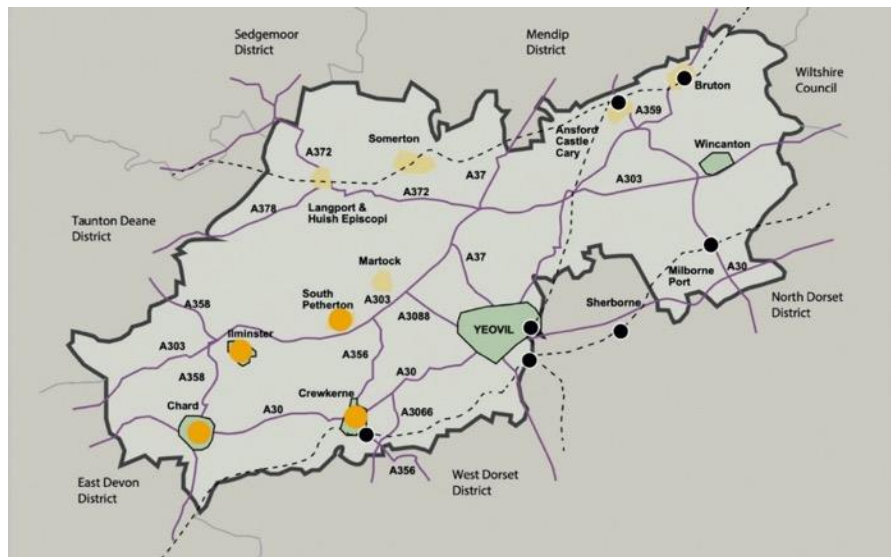 Sedgemoor
District
Mendip
District
Wiltshire
Council
Bruton
A359
Ansford
Castle
Cary
Wincanton
A372
Somerton
A37
A303
A372
Langport &
Huish Episcopi
A378
Taunton Deane
District
Martock
A37
A303
South
Petherton
A3088
YEOVIL
Sherborne
Milborne
Port
A30
North Dorset
District
A358
Ilminster
A303
A358
A356
A30
Crewkerne
Chard
A30
A3066
A356
East Devon
District
West Dorset
District